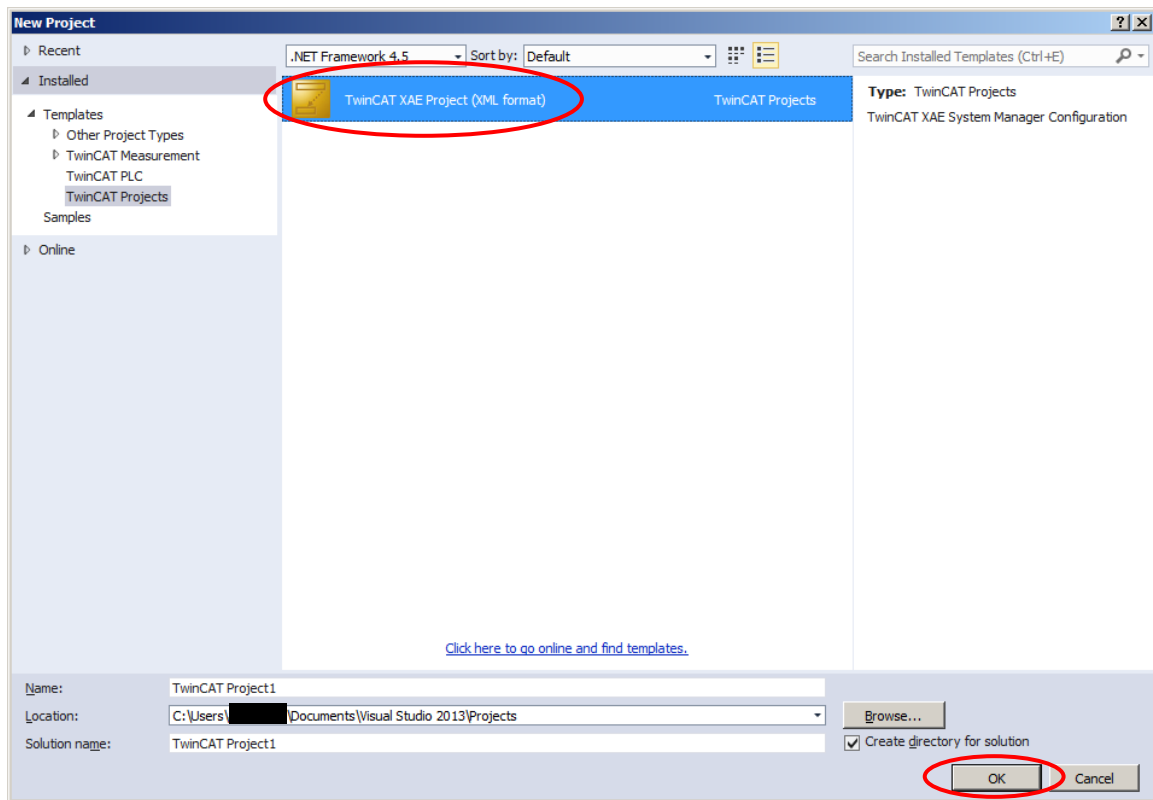 New Project
Recent
.NET Framework 4.5 Sort by: Default Search Installed Templates (Ctrl+E)
Installed
TwinCAT XAE Project (XML format) TwinCAT Projects
Type: TwinCAT Projects
TwinCAT XAE System Manager Configuration
Templates
Other Project Types
TwinCAT Measurement
TwinCAT PLC
TwinCAT Projects
Samples
Online
Click here to go online and find templates.
Name: TwinCAT Project1
Location: C:\Users\ \Documents\Visual Studio 2013\Projects Browse...
Solution name: TwinCAT Project1 Create directory for solution
OK Cancel